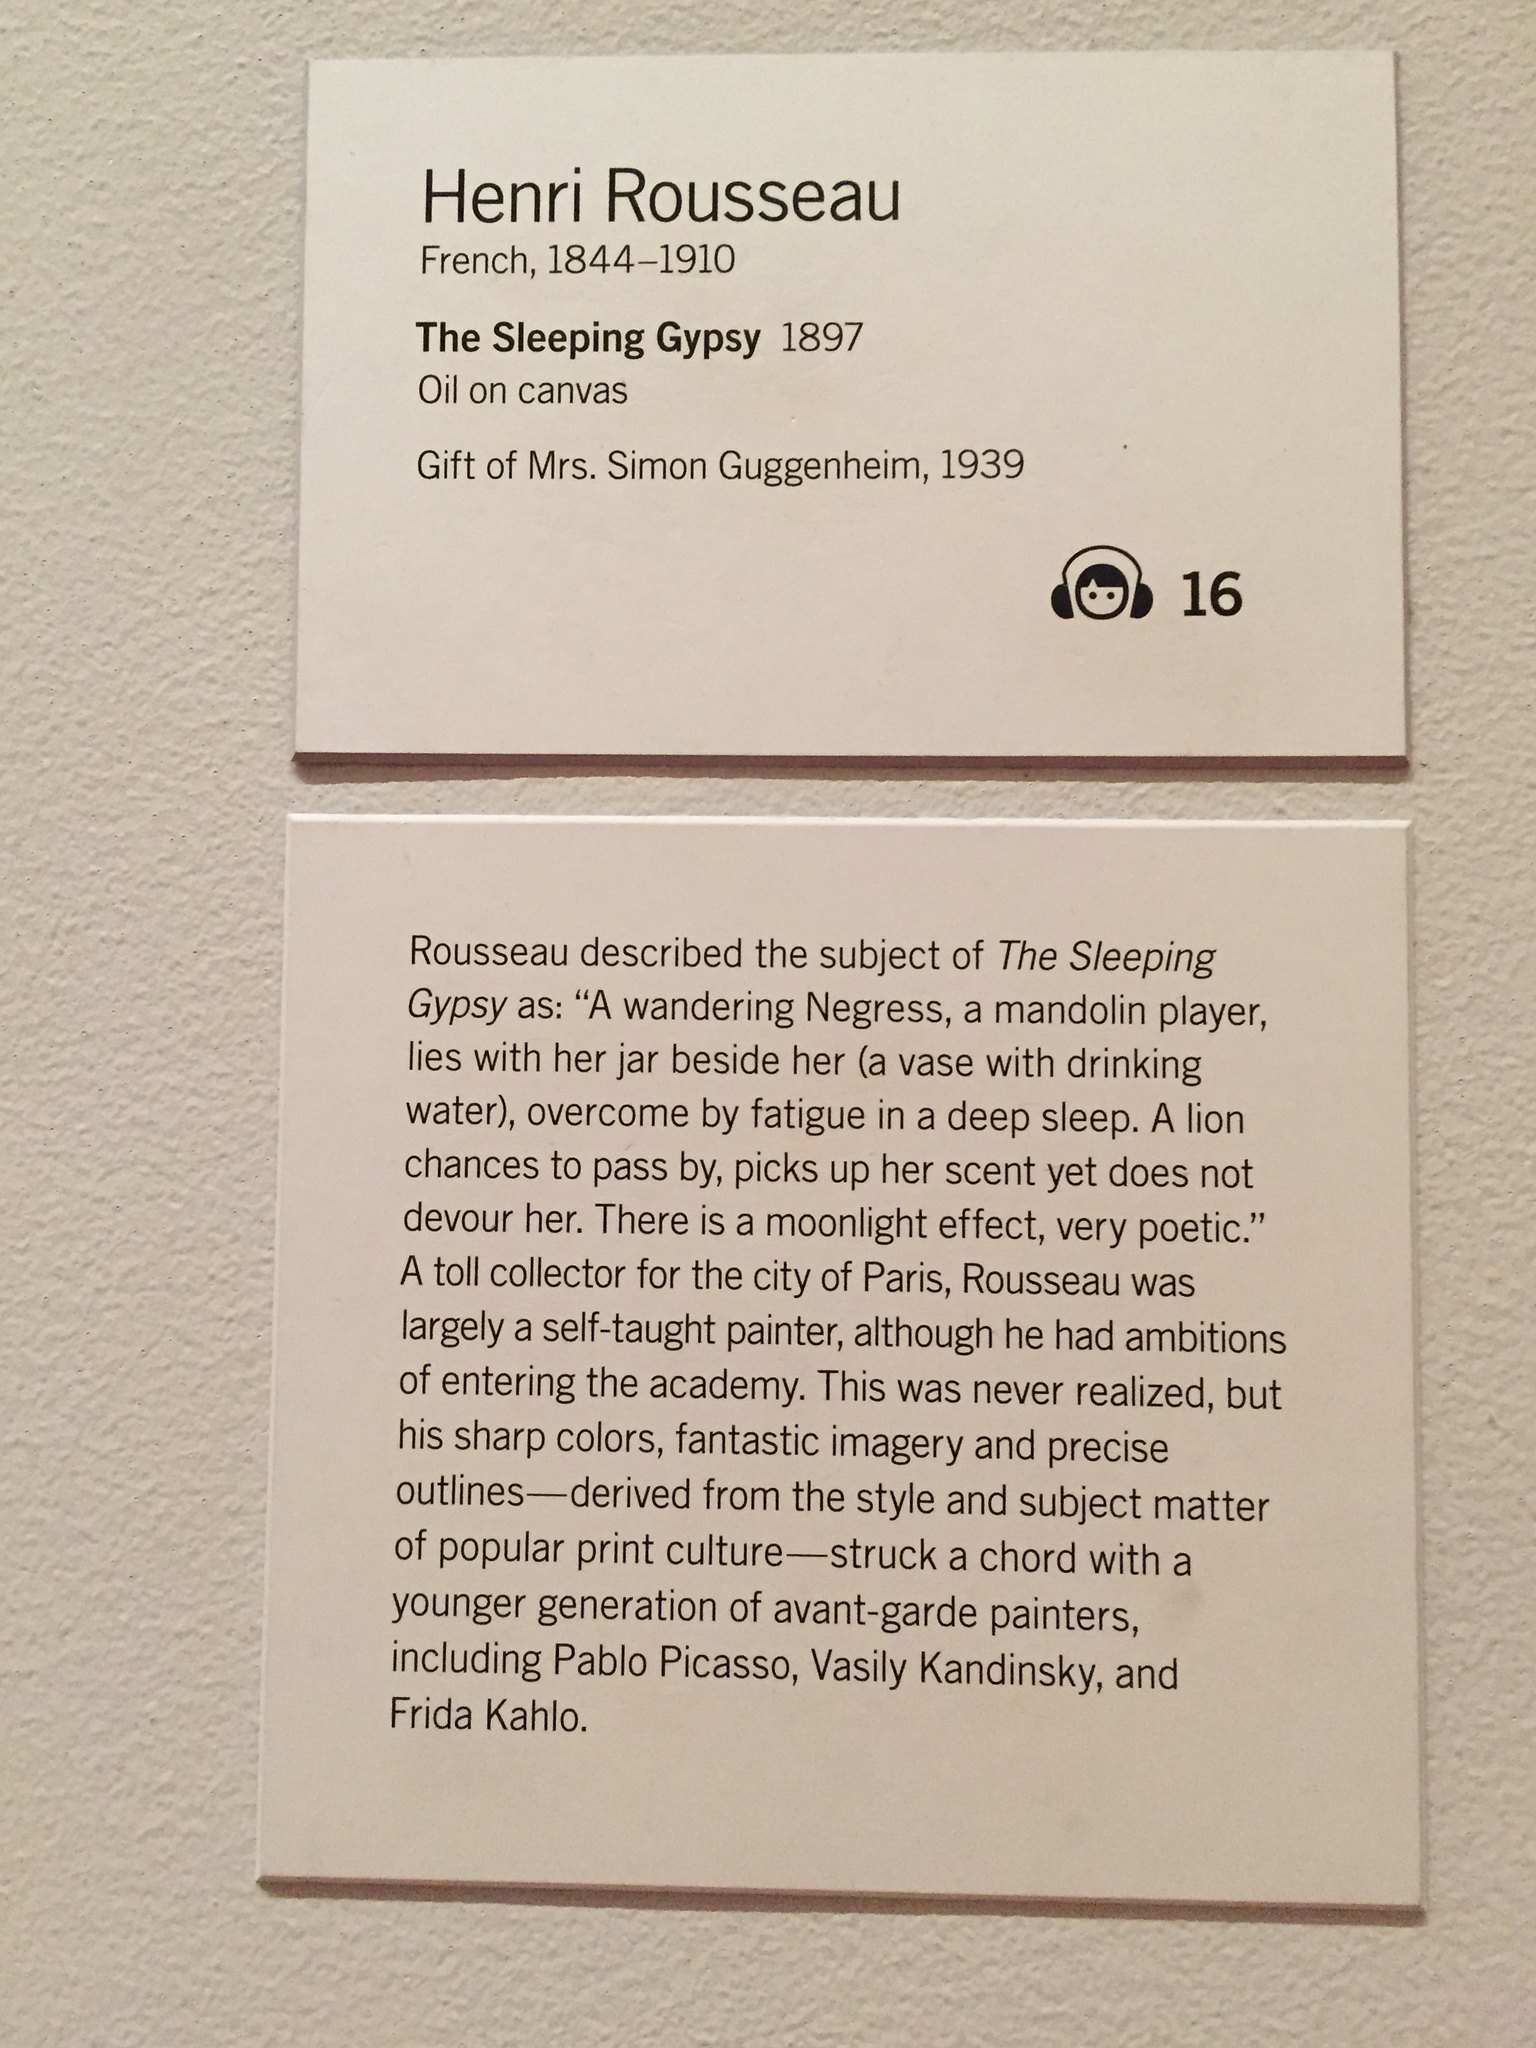 Henri Rousseau
French, 1844–1910
The Sleeping Gypsy 1897
Oil on canvas
Gift of Mrs. Simon Guggenheim, 1939
16
Rousseau described the subject of The Sleeping
Gypsy as: “A wandering Negress, a mandolin player,
lies with her jar beside her (a vase with drinking
water), overcome by fatigue in a deep sleep. A lion
chances to pass by, picks up her scent yet does not
devour her. There is a moonlight effect, very poetic.”
A toll collector for the city of Paris, Rousseau was
largely a self-taught painter, although he had ambitions
of entering the academy. This was never realized, but
his sharp colors, fantastic imagery and precise
outlines—derived from the style and subject matter
of popular print culture—struck a chord with a
younger generation of avant-garde painters,
including Pablo Picasso, Vasily Kandinsky, and
Frida Kahlo.